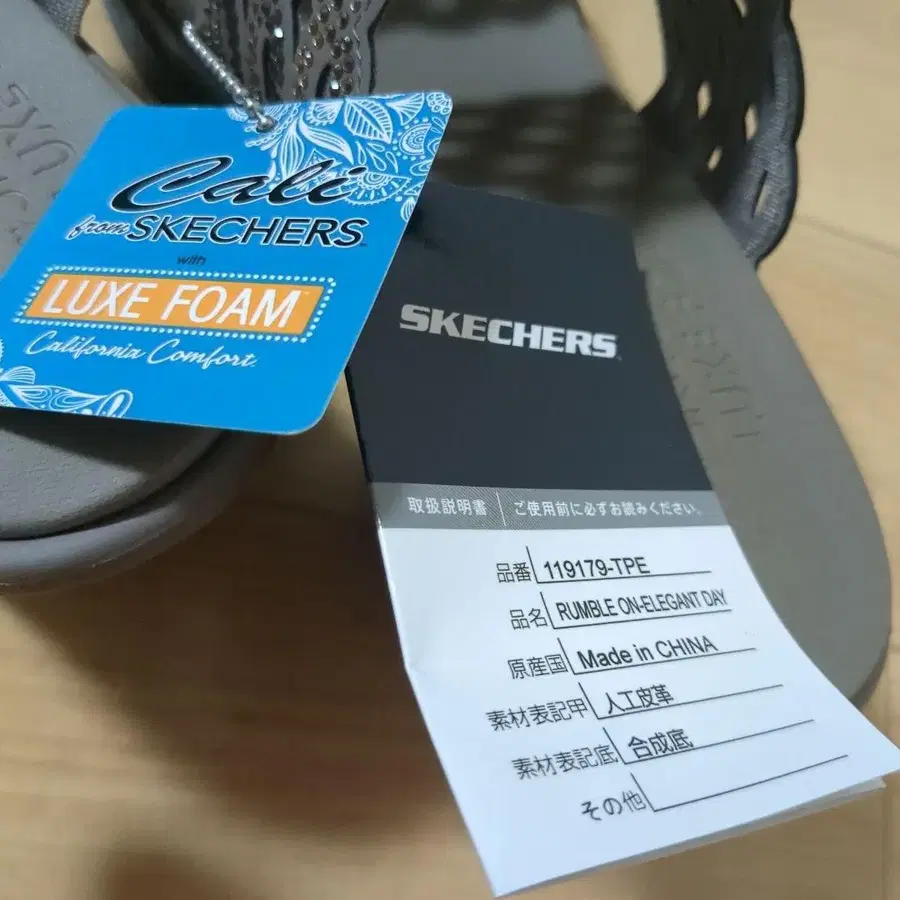 Cali
from SKECHERS
with
LUXE FOAM
California Comfort.
SKECHERS
取扱説明書 ご使用前に必ずお読みください。
品番 119179-TPE
品名 RUMBLE ON-ELEGANT DAY
原産国 Made in CHINA
素材表記甲 人工皮革
素材表記底 合成底
その他